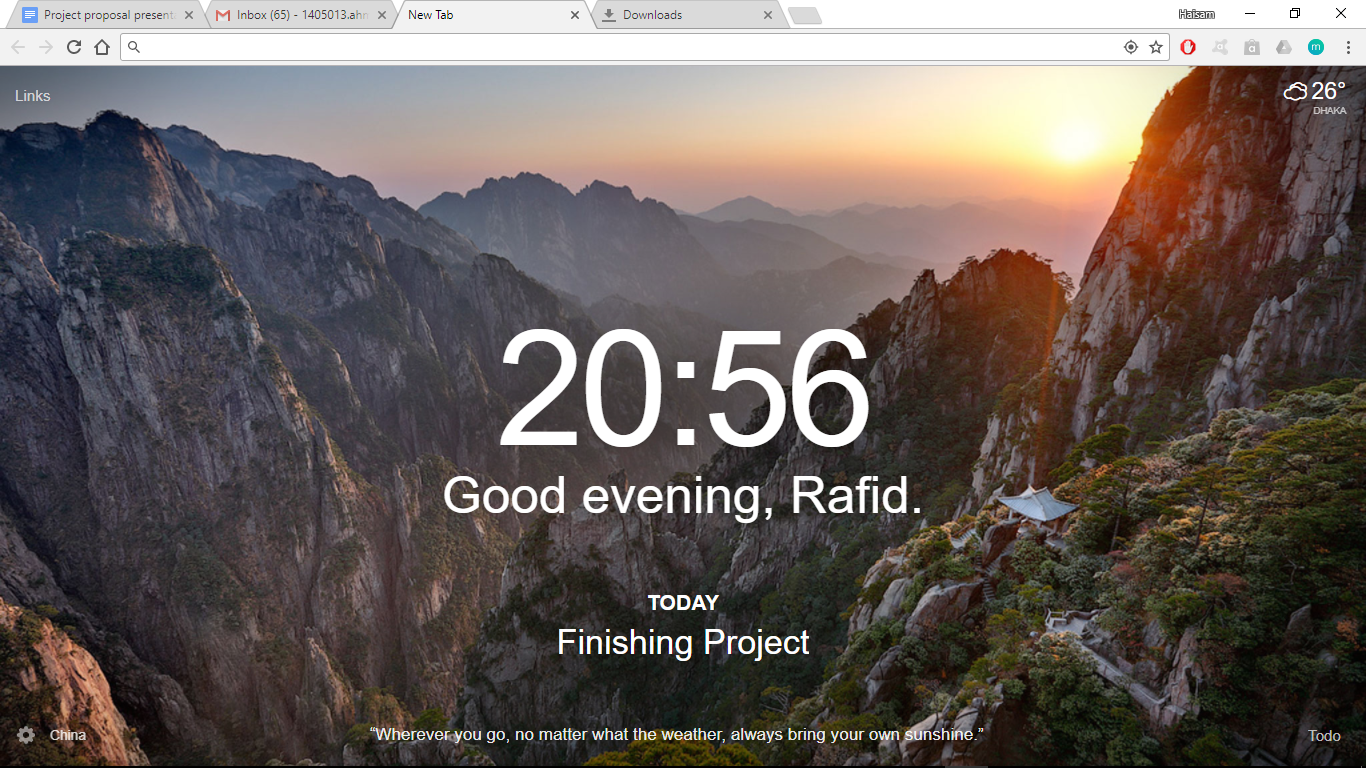 Project proposal present
Inbox (65) - 1405013.ahm
New Tab
Downloads
Haisam
a
m
Links
26°
DHAKA
20:56
Good evening, Rafid.
TODAY
Finishing Project
China
“Wherever you go, no matter what the weather, always bring your own sunshine.”
Todo